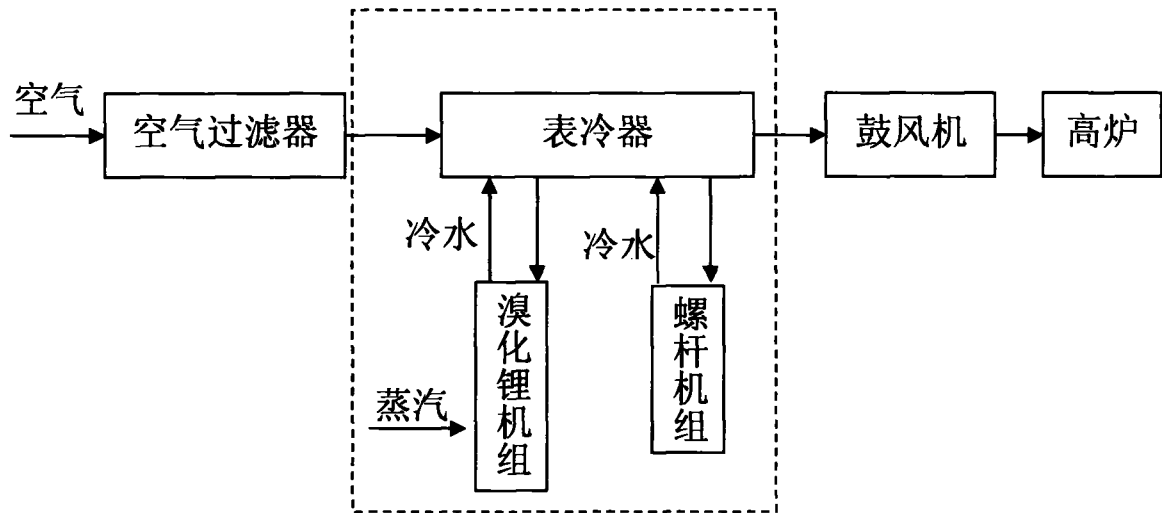 空气
空气过滤器
表冷器
鼓风机
高炉
冷水
冷水
溴化锂机组
螺杆机组
蒸汽